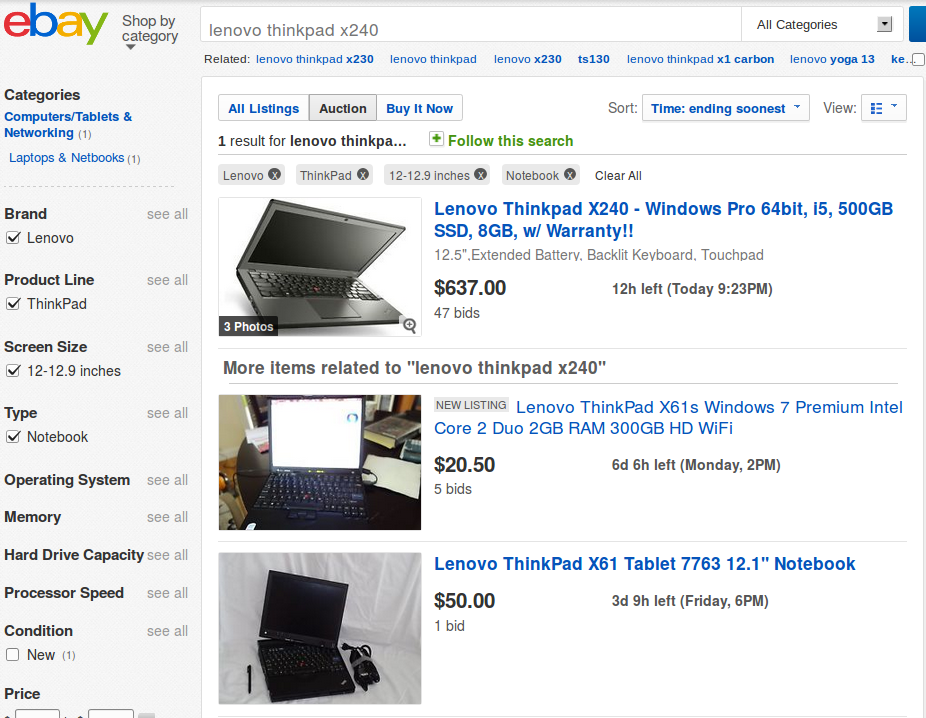 ebay
Shop by
category
lenovo thinkpad x240
All Categories
Related: lenovo thinkpad x230 lenovo thinkpad lenovo x230 ts130 lenovo thinkpad x1 carbon lenovo yoga 13 ke...
Categories
Computers/Tablets &
Networking (1)
Laptops & Netbooks (1)
Brand see all
Lenovo
Product Line see all
ThinkPad
Screen Size see all
12-12.9 inches
Type see all
Notebook
Operating System see all
Memory see all
Hard Drive Capacity see all
Processor Speed see all
Condition see all
New (1)
Price
All Listings Auction Buy It Now
Sort: Time: ending soonest View:
1 result for lenovo thinkpa... Follow this search
Lenovo ThinkPad 12-12.9 inches Notebook Clear All
3 Photos
Lenovo Thinkpad X240 - Windows Pro 64bit, i5, 500GB
SSD, 8GB, w/ Warranty!!
12.5",Extended Battery, Backlit Keyboard, Touchpad
$637.00 12h left (Today 9:23PM)
47 bids
More items related to "lenovo thinkpad x240"
NEW LISTING Lenovo ThinkPad X61s Windows 7 Premium Intel
Core 2 Duo 2GB RAM 300GB HD WiFi
$20.50 6d 6h left (Monday, 2PM)
5 bids
Lenovo ThinkPad X61 Tablet 7763 12.1" Notebook
$50.00 3d 9h left (Friday, 6PM)
1 bid